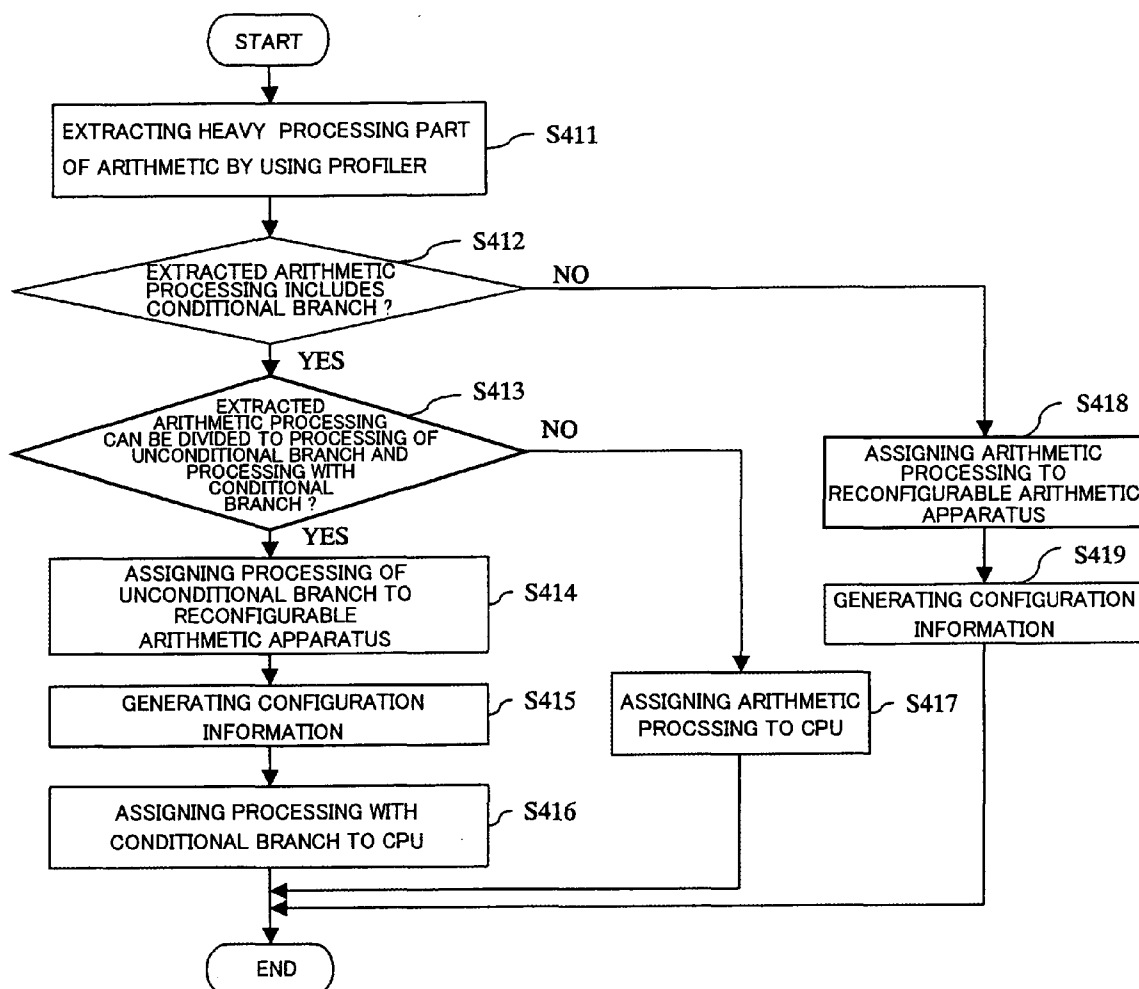 START
EXTRACTING HEAVY PROCESSING PART
OF ARITHMETIC BY USING PROFILER
S411
S412
EXTRACTED ARITHMETIC
PROCESSING INCLUDES
CONDITIONAL BRANCH ?
NO
YES
S413
EXTRACTED
ARITHMETIC PROCESSING
CAN BE DIVIDED TO PROCESSING OF
UNCONDITIONAL BRANCH AND
PROCESSING WITH
CONDITIONAL
BRANCH ?
NO
YES
S418
ASSIGNING ARITHMETIC
PROCESSING TO
RECONFIGURABLE ARITHMETIC
APPARATUS
S419
GENERATING CONFIGURATION
INFORMATION
ASSIGNING PROCESSING OF
UNCONDITIONAL BRANCH TO
RECONFIGURABLE
ARITHMETIC APPARATUS
S414
GENERATING CONFIGURATION
INFORMATION
S415
ASSIGNING ARITHMETIC
PROCSSING TO CPU
S417
ASSIGNING PROCESSING WITH
CONDITIONAL BRANCH TO CPU
S416
END